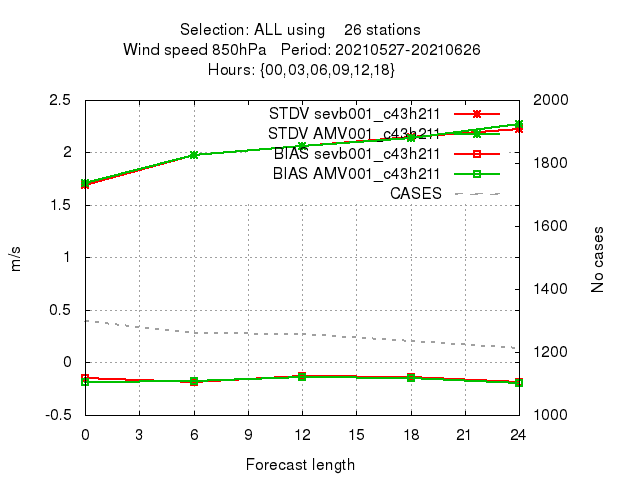 Selection: ALL using 26 stations
Wind speed 850hPa Period: 20210527-20210626
Hours: {00,03,06,09,12,18}
STDV sevb001_c43h211
STDV AMV001_c43h211
BIAS sevb001_c43h211
BIAS AMV001_c43h211
CASES
2.5
2
1.5
1
0.5
0
-0.5
m/s
2000
1800
1600
1400
1200
1000
No cases
0 3 6 9 12 15 18 21 24
Forecast length